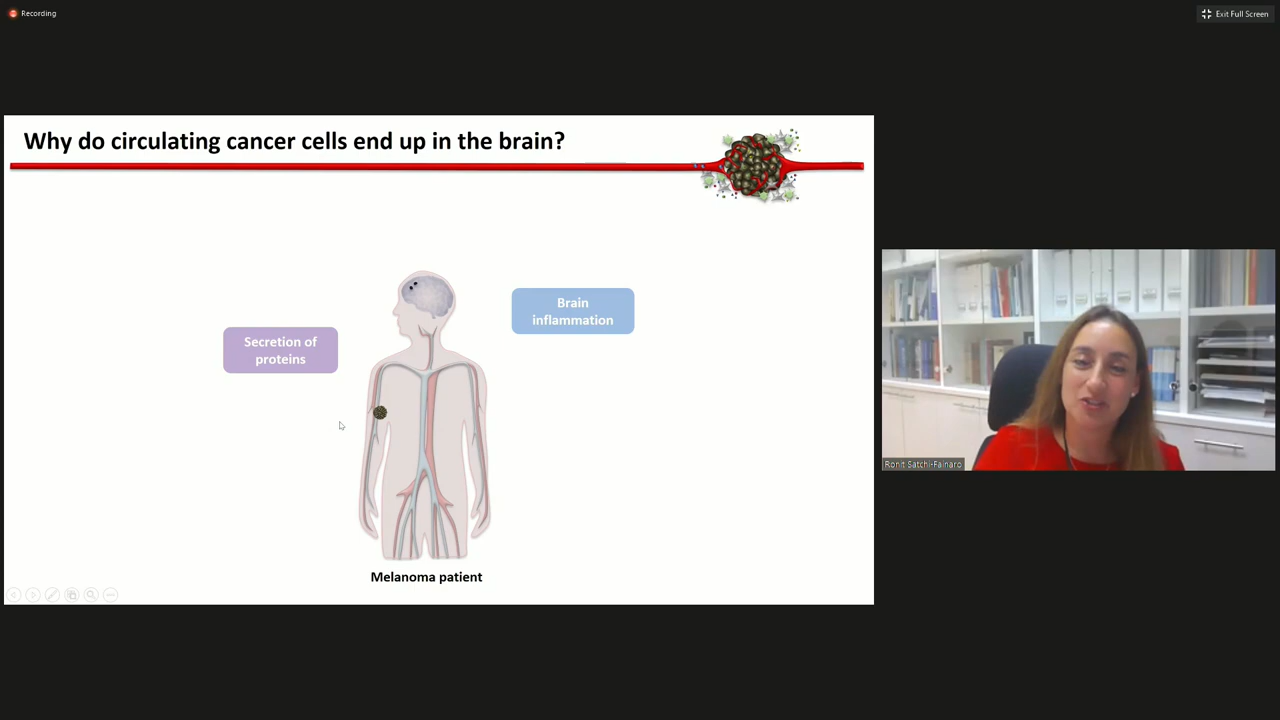 Recording
Exit Full Screen
Why do circulating cancer cells end up in the brain?
Brain
inflammation
Secretion of
proteins
Ronit Satchi-Fainaro
Melanoma patient